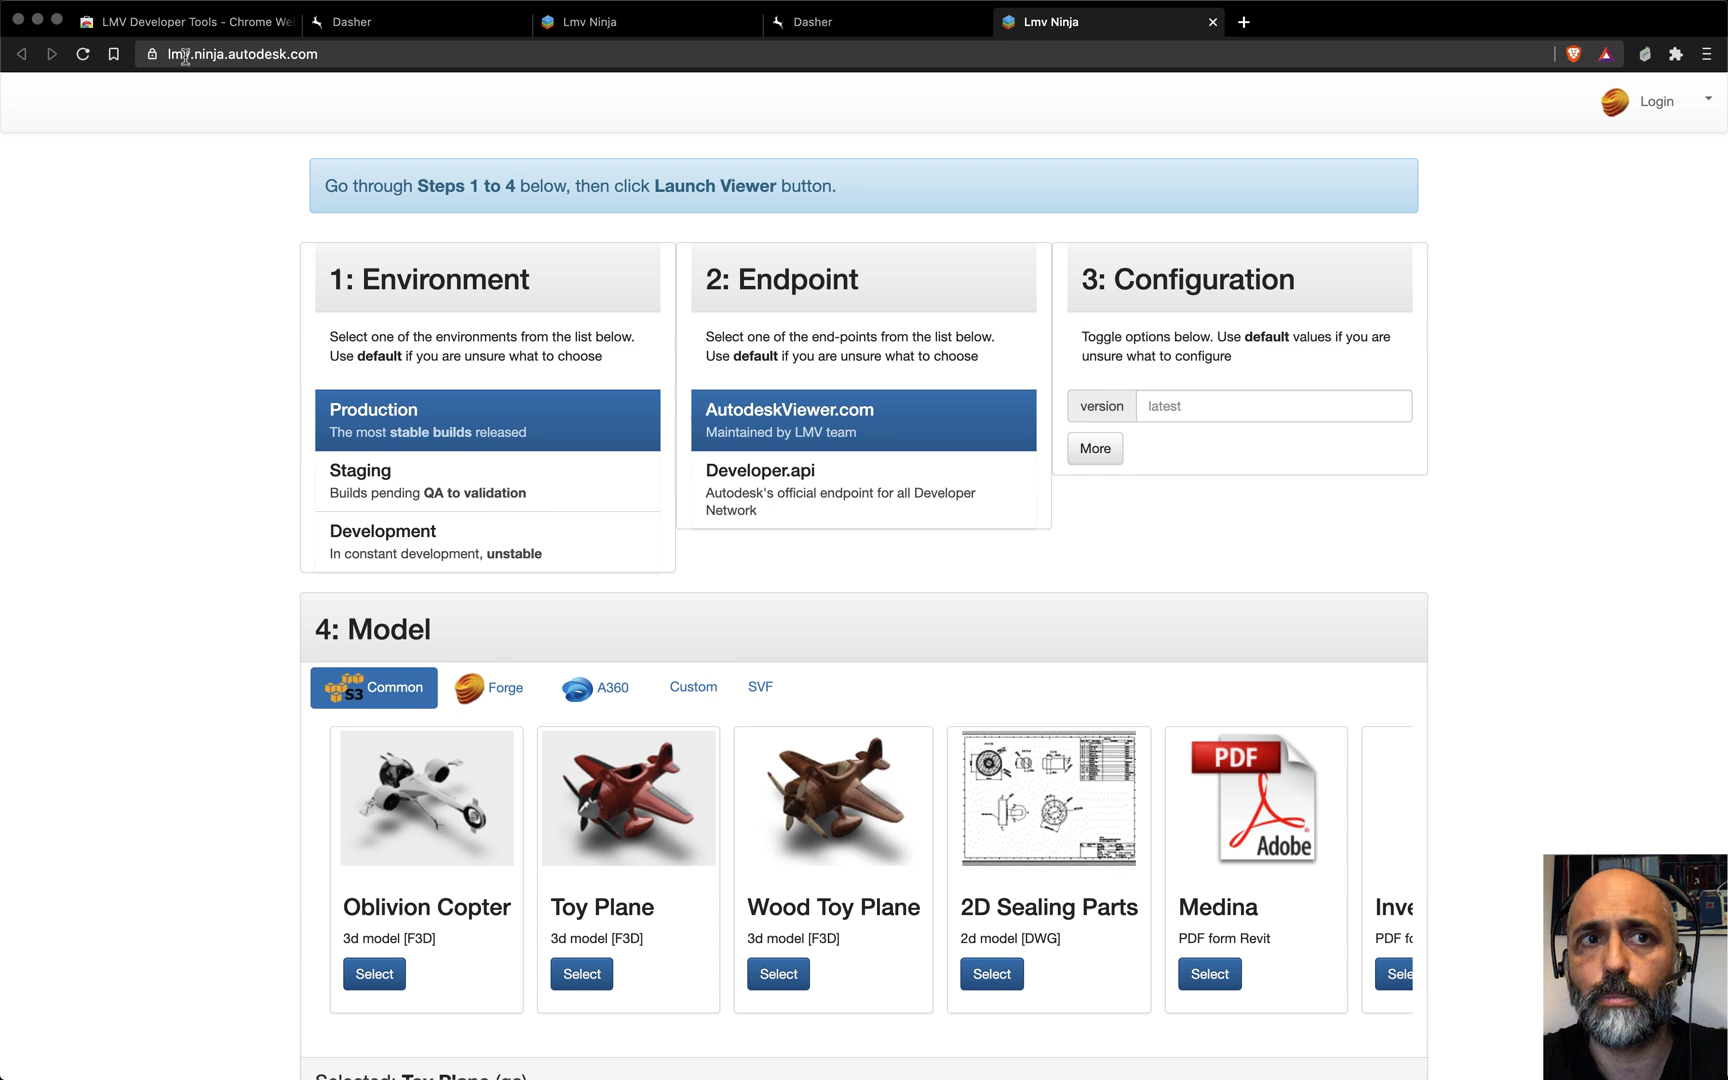 LMV Developer Tools - Chrome We
Dasher
Lmv Ninja
Dasher
Lmv Ninja
lmv.ninja.autodesk.com
Login
Go through Steps 1 to 4 below, then click Launch Viewer button.
1: Environment
Select one of the environments from the list below.
Use default if you are unsure what to choose
Production
The most stable builds released
Staging
Builds pending QA to validation
Development
In constant development, unstable
2: Endpoint
Select one of the end-points from the list below.
Use default if you are unsure what to choose
AutodeskViewer.com
Maintained by LMV team
Developer.api
Autodesk's official endpoint for all Developer
Network
3: Configuration
Toggle options below. Use default values if you are
unsure what to configure
version
latest
More
4: Model
S3 Common
Forge
A360
Custom
SVF
Oblivion Copter
3d model [F3D]
Select
Toy Plane
3d model [F3D]
Select
Wood Toy Plane
3d model [F3D]
Select
2D Sealing Parts
2d model [DWG]
Select
PDF
Adobe
Medina
PDF form Revit
Select
Inve
PDF fo
Sele
Selected: Toy Plane (gs)